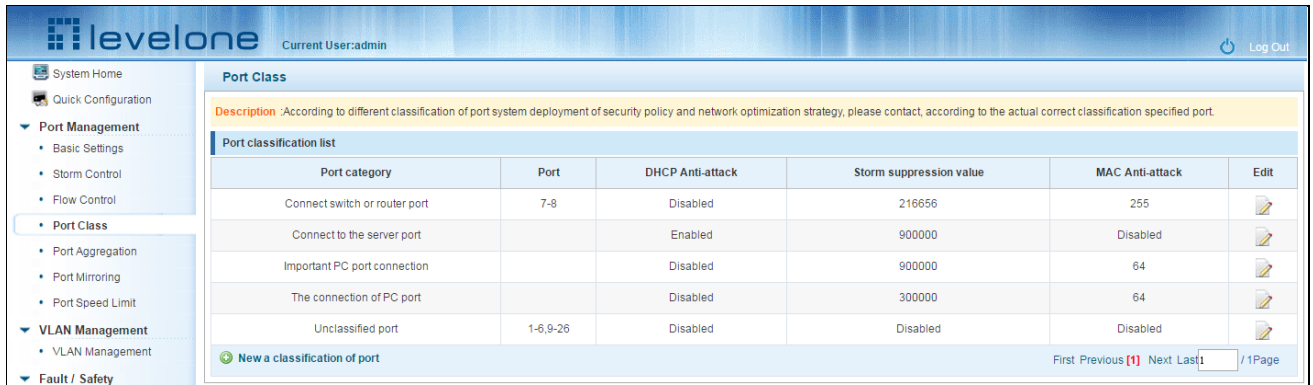 levelone
Current User:admin
Log Out
System Home
Quick Configuration
Port Management
Basic Settings
Storm Control
Flow Control
Port Class
Port Aggregation
Port Mirroring
Port Speed Limit
VLAN Management
VLAN Management
Fault / Safety
Port Class
Description :According to different classification of port system deployment of security policy and network optimization strategy, please contact, according to the actual correct classification specified port.
Port classification list
Port category Port DHCP Anti-attack Storm suppression value MAC Anti-attack Edit
Connect switch or router port 7-8 Disabled 216656 255
Connect to the server port Enabled 900000 Disabled
Important PC port connection Disabled 900000 64
The connection of PC port Disabled 300000 64
Unclassified port 1-6,9-26 Disabled Disabled Disabled
New a classification of port First Previous [1] Next Last 1 / 1Page